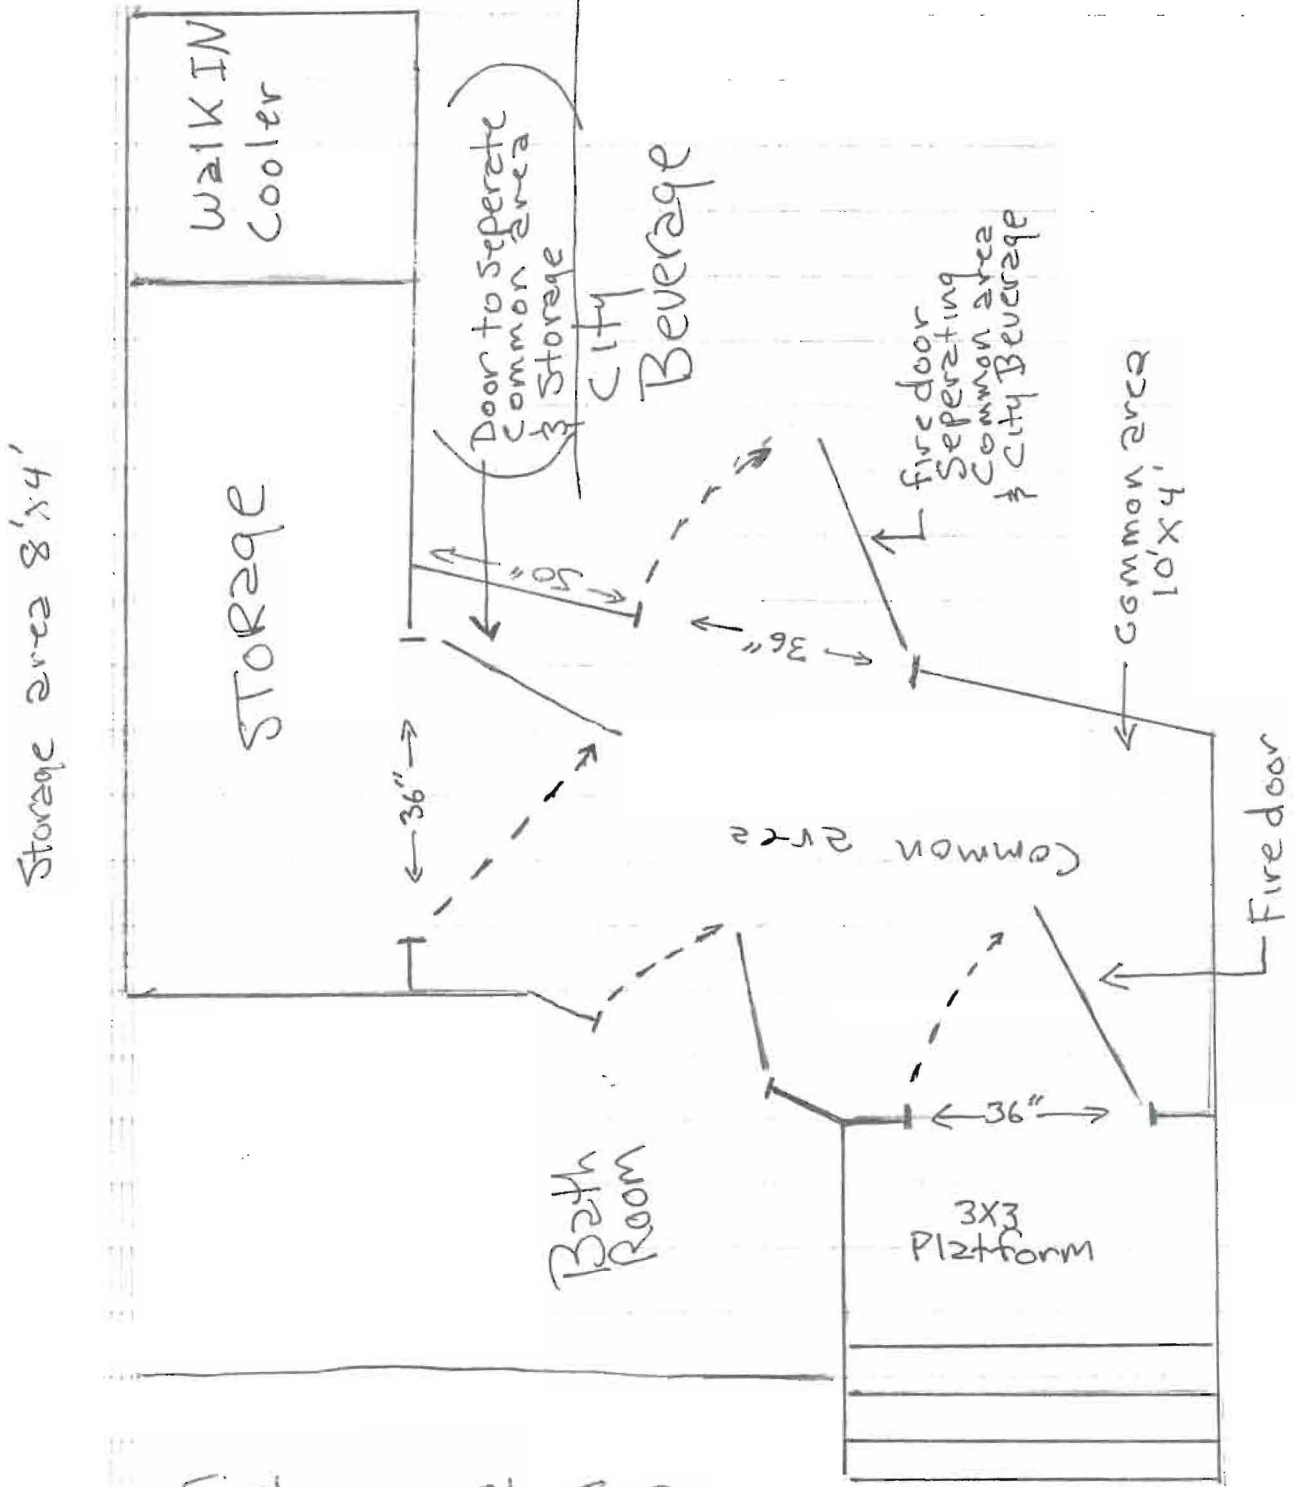 Storage area 8'x4'
Walk IN
Cooler
STORage
Door to Seperate
Common area
& Storage
City
Beverage
fire door
Seperating
Common area
& City Beverage
Common area
10'x4'
50"
36"
36"
Common area
Fire door
36"
Bath
Room
3x3
Platform